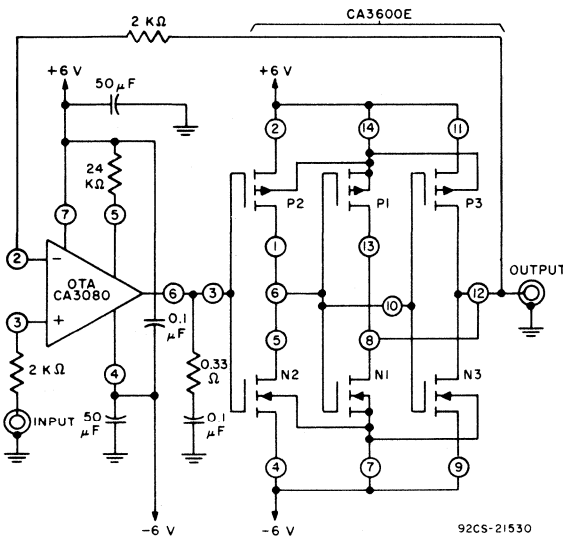 CA3600E
2 KΩ
+6 V
50 μF
+6 V
2
14
11
24
KΩ
P2
P1
P3
7
5
1
13
2
−
OTA
CA3080
6
3
6
10
12
OUTPUT
3
+
0.1
μF
5
8
2 KΩ
4
0.33
Ω
N2
N1
N3
INPUT
50
μF
0.1
μF
4
7
9
-6 V
-6 V
92CS-21530